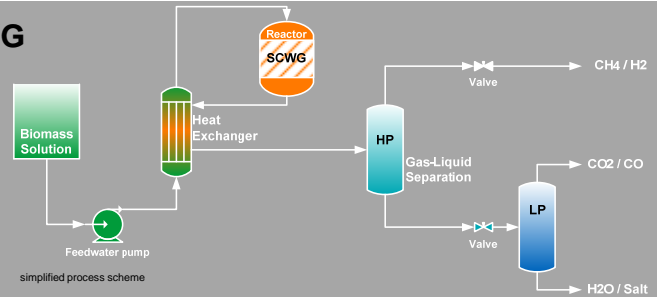 G
Reactor
SCWG
CH4 / H2
Valve
Biomass
Solution
Heat
Exchanger
HP
Gas-Liquid
Separation
CO2 / CO
LP
Valve
Feedwater pump
simplified process scheme
H2O / Salt